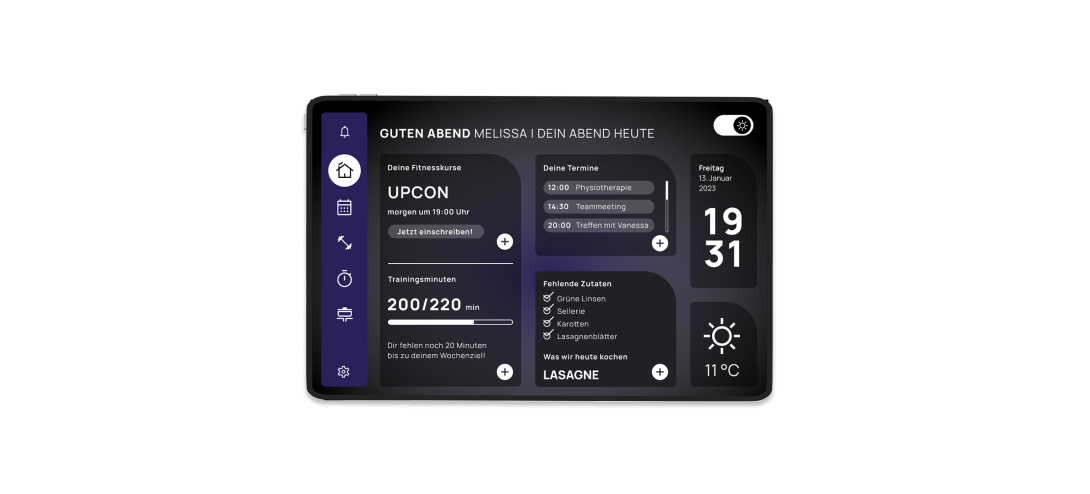 GUTEN ABEND MELISSA I DEIN ABEND HEUTE
Deine Fitnesskurse
UPCON
morgen um 19:00 Uhr
Jetzt einschreiben!
Trainingsminuten
200/220 min
Dir fehlen noch 20 Minuten
bis zu deinem Wochenziel!
Deine Termine
12:00 Physiotherapie
14:30 Teammeeting
20:00 Treffen mit Vanessa
Fehlende Zutaten
Grüne Linsen
Sellerie
Karotten
Lasagnenblätter
Was wir heute kochen
LASAGNE
Freitag
13. Januar
2023
19
31
11 °C